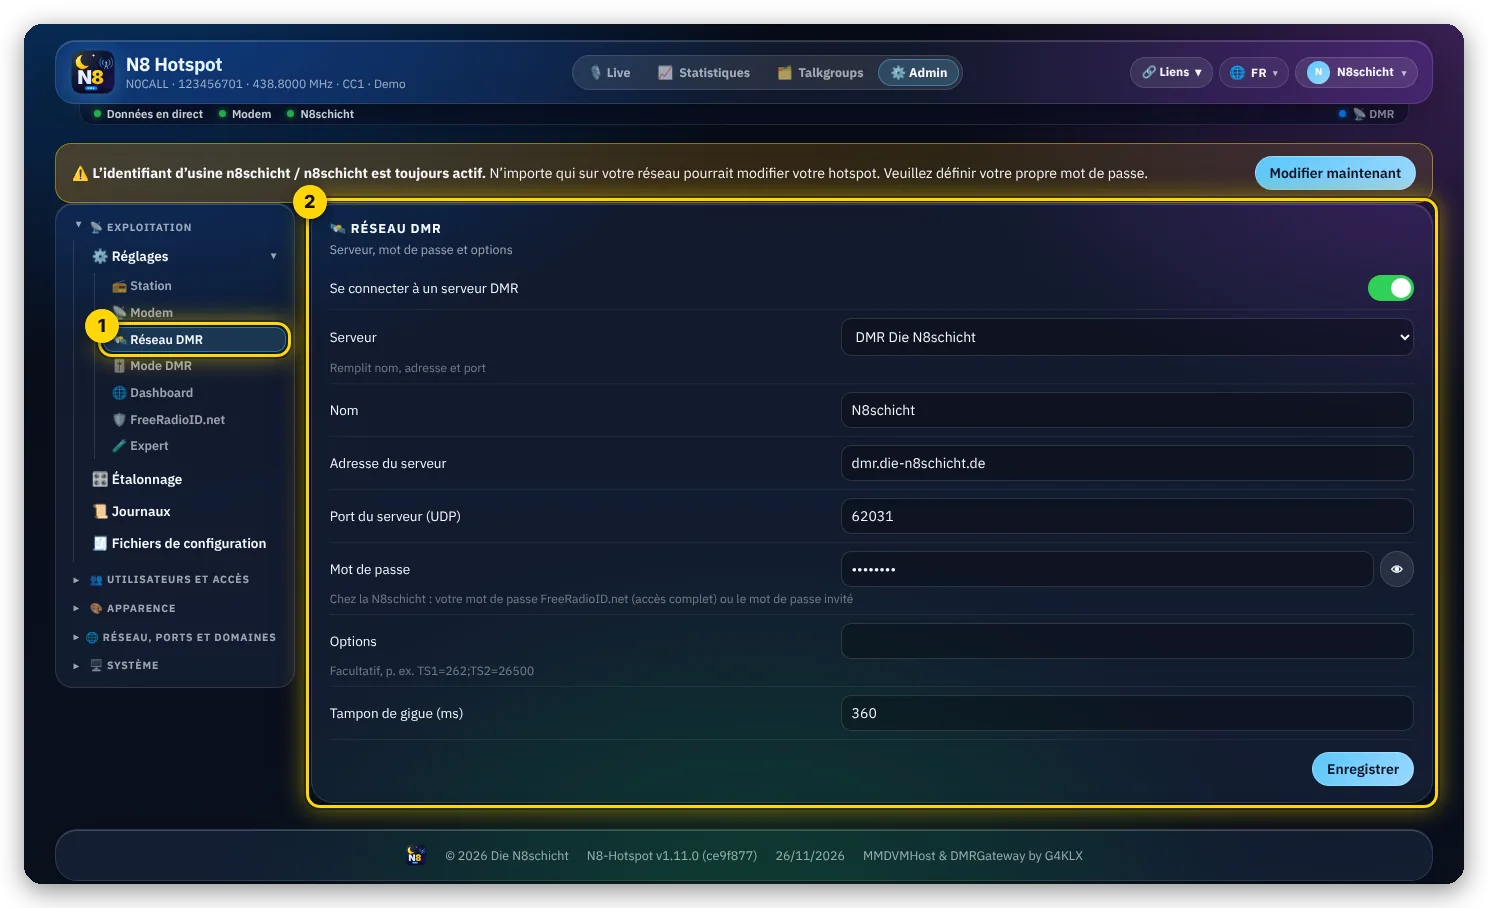 N8 Hotspot
N0CALL · 123456701 · 438.8000 MHz · CC1 · Demo
Live
Statistiques
Talkgroups
Admin
Liens ▾
FR ▾
N
N8schicht ▾
Données en direct
Modem
N8schicht
DMR
L’identifiant d’usine n8schicht / n8schicht est toujours actif. N’importe qui sur votre réseau pourrait modifier votre hotspot. Veuillez définir votre propre mot de passe.
Modifier maintenant
EXPLOITATION
Réglages
Station
Modem
1
Réseau DMR
Mode DMR
Dashboard
FreeRadioID.net
Expert
Étalonnage
Journaux
Fichiers de configuration
UTILISATEURS ET ACCÈS
APPARENCE
RÉSEAU, PORTS ET DOMAINES
SYSTÈME
2
RÉSEAU DMR
Serveur, mot de passe et options
Se connecter à un serveur DMR
Serveur
DMR Die N8schicht
Remplit nom, adresse et port
Nom
N8schicht
Adresse du serveur
dmr.die-n8schicht.de
Port du serveur (UDP)
62031
Mot de passe
••••••••
Chez la N8schicht : votre mot de passe FreeRadioID.net (accès complet) ou le mot de passe invité
Options
Facultatif, p. ex. TS1=262;TS2=26500
Tampon de gigue (ms)
360
Enregistrer
N8
© 2026 Die N8schicht
N8-Hotspot v1.11.0 (ce9f877)
26/11/2026
MMDVMHost & DMRGateway by G4KLX